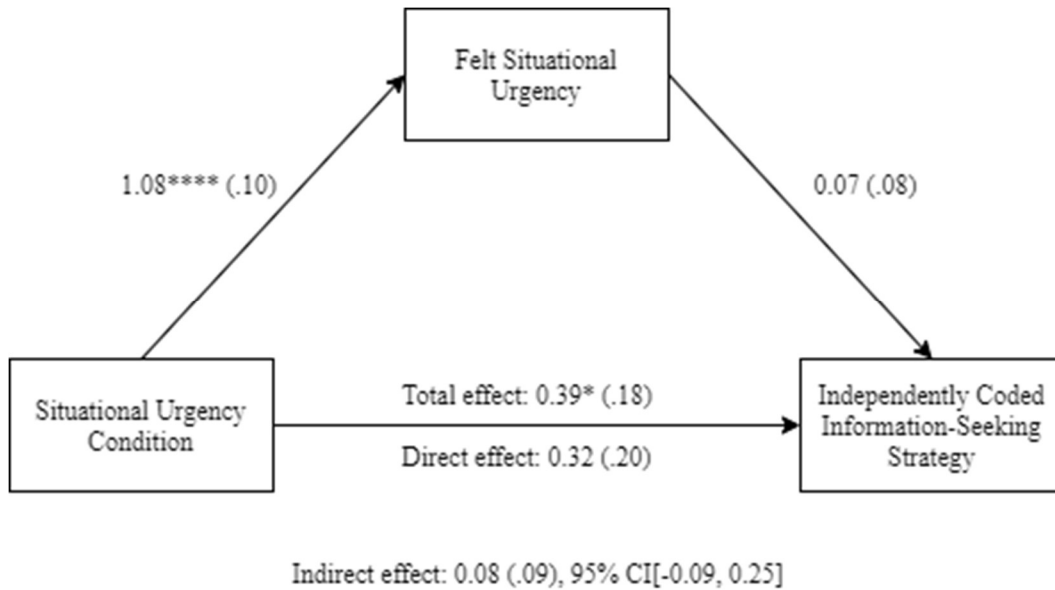 Felt Situational
Urgency
1.08**** (.10)
0.07 (.08)
Situational Urgency
Condition
Total effect: 0.39* (.18)
Direct effect: 0.32 (.20)
Independently Coded
Information-Seeking
Strategy
Indirect effect: 0.08 (.09), 95% CI[-0.09, 0.25]